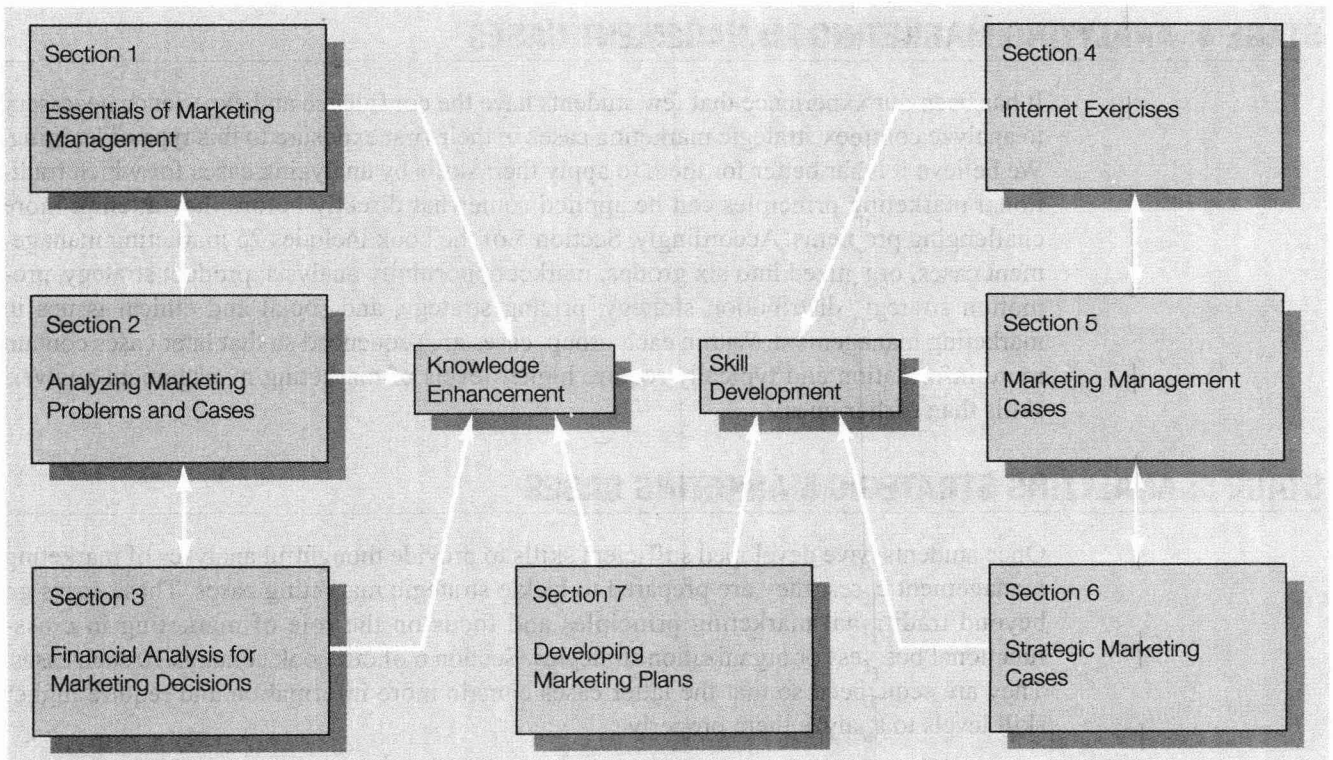 Section 1
Essentials of Marketing
Management
Section 4
Internet Exercises
Section 2
Analyzing Marketing
Problems and Cases
Knowledge
Enhancement
Skill
Development
Section 5
Marketing Management
Cases
Section 3
Financial Analysis for
Marketing Decisions
Section 7
Developing
Marketing Plans
Section 6
Strategic Marketing
Cases